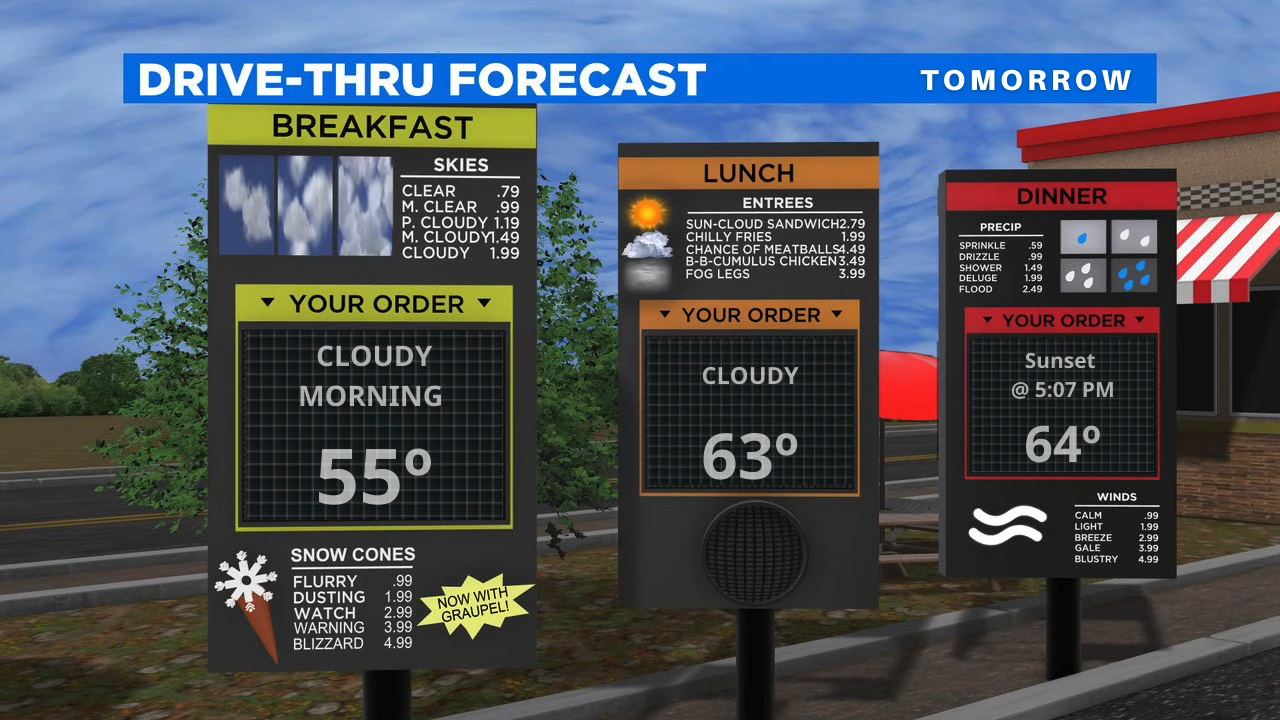 DRIVE-THRU FORECAST
TOMORROW
BREAKFAST
SKIES
CLEAR .79
M. CLEAR .99
P. CLOUDY 1.19
M. CLOUDY 1.49
CLOUDY 1.99
▼ YOUR ORDER ▼
CLOUDY
MORNING
55º
SNOW CONES
FLURRY .99
DUSTING 1.99
WATCH 2.99
WARNING 3.99
BLIZZARD 4.99
NOW WITH
GRAUPEL!
LUNCH
ENTREES
SUN-CLOUD SANDWICH 2.79
CHILLY FRIES 1.99
CHANCE OF MEATBALLS 4.49
B-B-CUMULUS CHICKEN 3.49
FOG LEGS 3.99
▼ YOUR ORDER ▼
CLOUDY
63º
DINNER
PRECIP
SPRINKLE .59
DRIZZLE .99
SHOWER 1.49
DELUGE 1.99
FLOOD 2.49
▼ YOUR ORDER ▼
Sunset
@ 5:07 PM
64º
WINDS
CALM .99
LIGHT 1.99
BREEZE 2.99
GALE 3.99
BLUSTRY 4.99